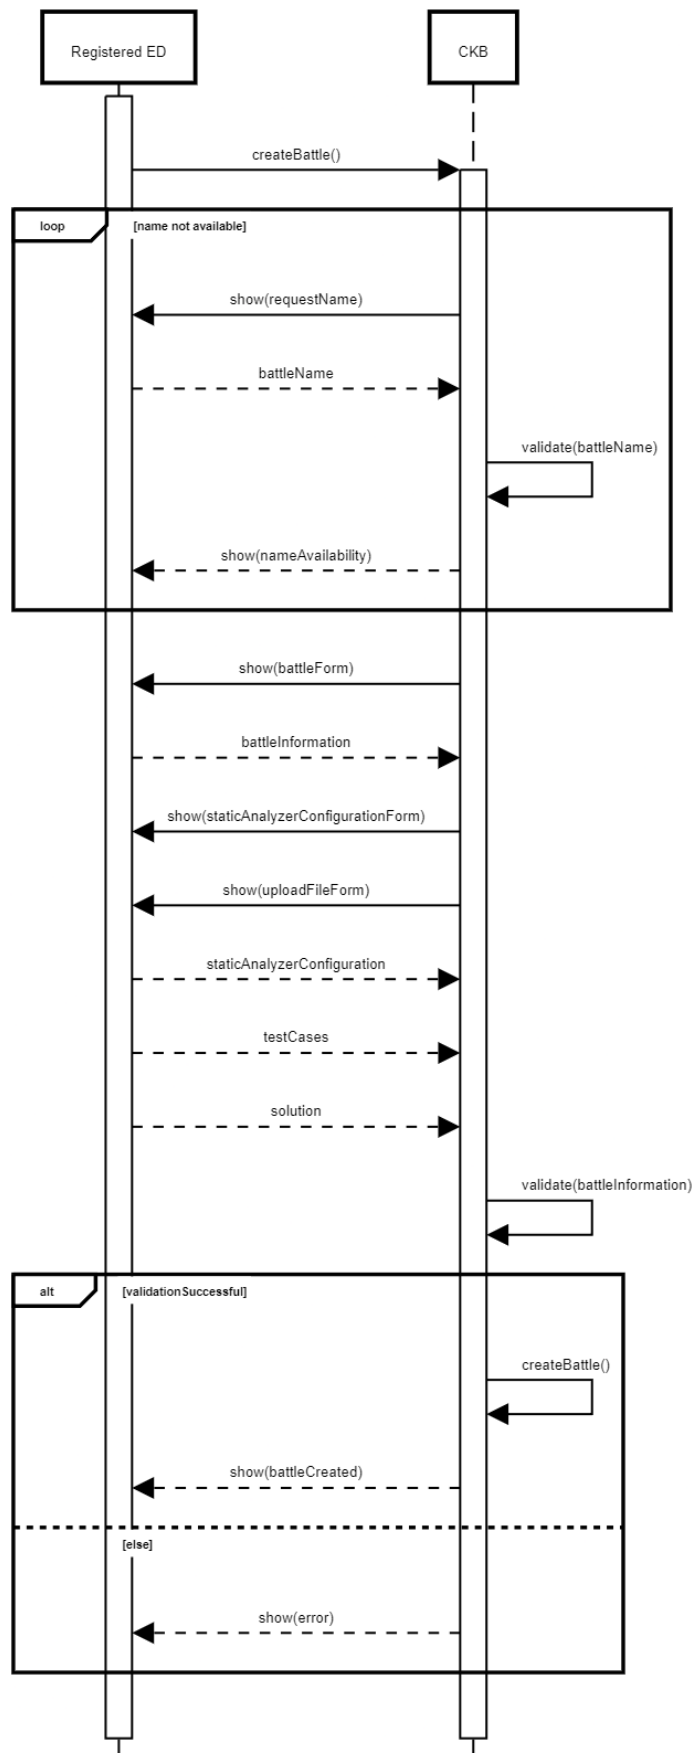 Registered ED
CKB
createBattle()
loop
[name not available]
show(requestName)
battleName
validate(battleName)
show(nameAvailability)
show(battleForm)
battleInformation
show(staticAnalyzerConfigurationForm)
show(uploadFileForm)
staticAnalyzerConfiguration
testCases
solution
validate(battleInformation)
alt
[validationSuccessful]
createBattle()
show(battleCreated)
[else]
show(error)